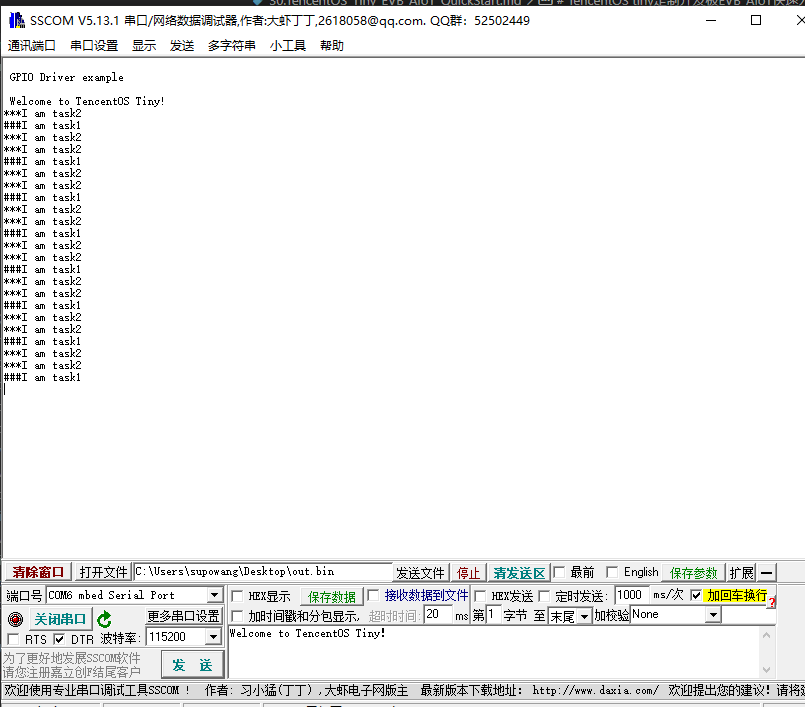 SSCOM V5.13.1 串口/网络数据调试器,作者:大虾丁丁,2618058@qq.com. QQ群: 52502449
通讯端口 串口设置 显示 发送 多字符串 小工具 帮助
GPIO Driver example
Welcome to TencentOS Tiny!
***I am task2
###I am task1
***I am task2
***I am task2
###I am task1
***I am task2
***I am task2
###I am task1
***I am task2
***I am task2
###I am task1
***I am task2
***I am task2
###I am task1
***I am task2
***I am task2
###I am task1
***I am task2
***I am task2
###I am task1
***I am task2
***I am task2
###I am task1
清除窗口 打开文件 C:\Users\supowang\Desktop\out.bin 发送文件 停止 清发送区 最前 English 保存参数 扩展 —
端口号 COM6 mbed Serial Port HEX显示 保存数据 接收数据到文件 HEX发送 定时发送: 1000 ms/次 加回车换行
关闭串口 更多串口设置 加时间戳和分包显示, 超时时间: 20 ms 第1 字节 至 末尾 加校验 None
RTS DTR 波特率: 115200 Welcome to TencentOS Tiny!
为了更好地发展SSCOM软件
请您注册嘉立创F结尾客户
发 送
欢迎使用专业串口调试工具SSCOM ! 作者: 习小猛(丁丁) ,大虾电子网版主 最新版本下载地址: http://www.daxia.com/ 欢迎提出您的建议!请将